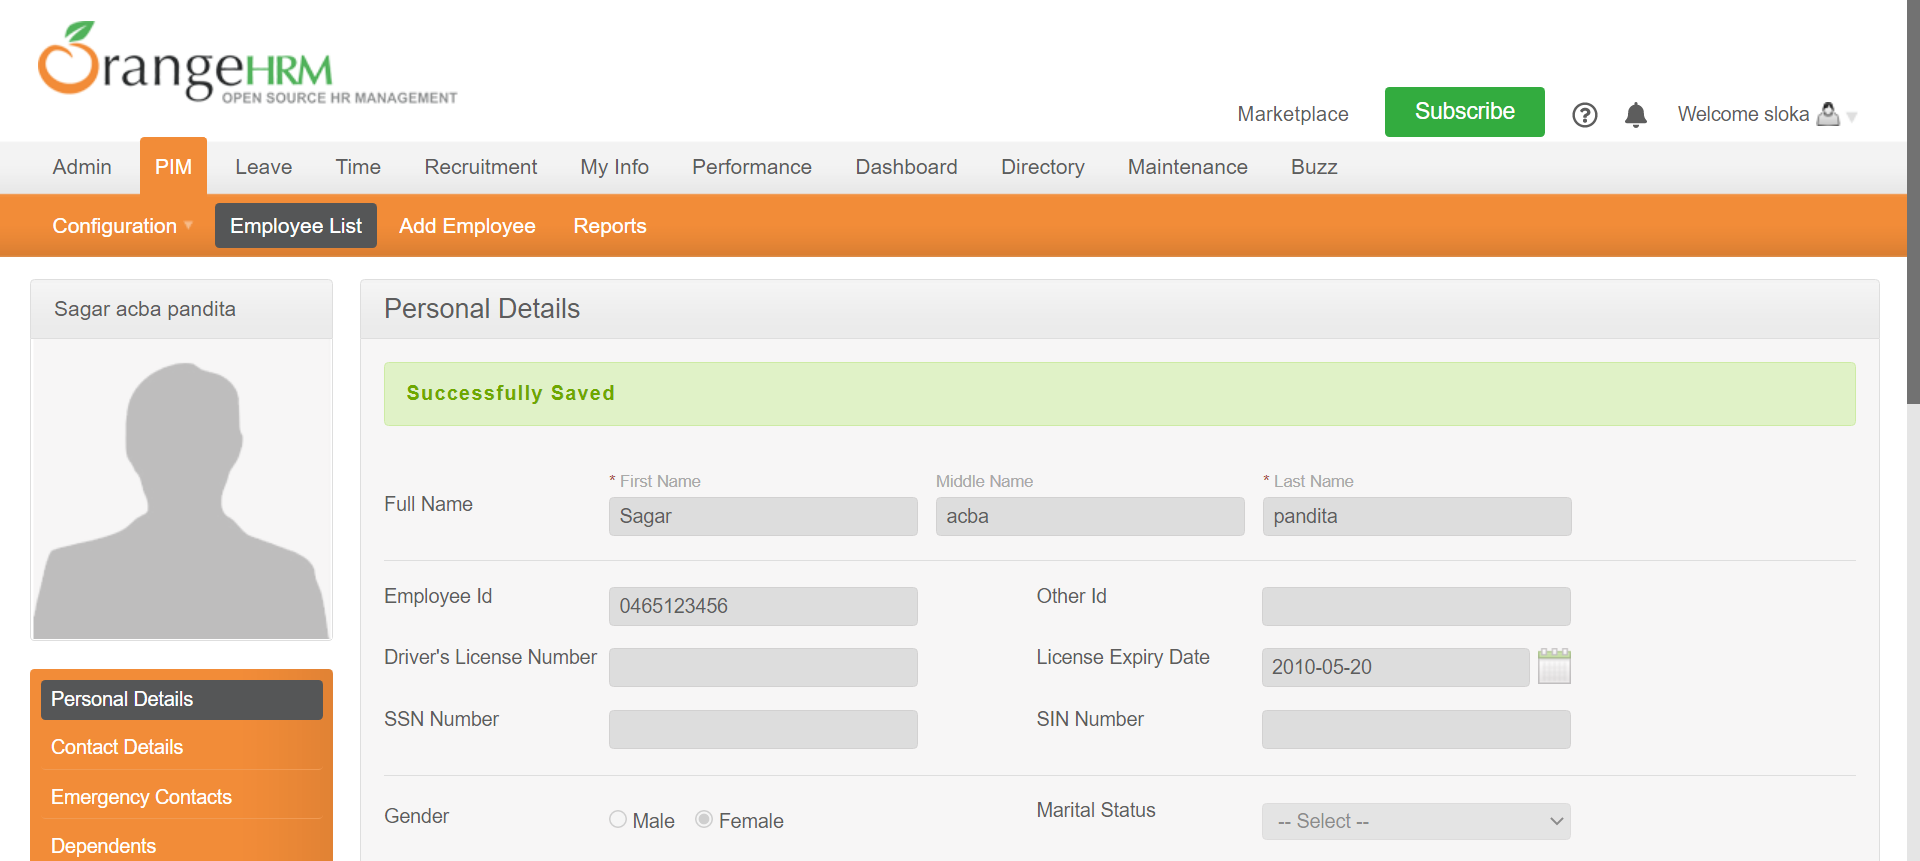 OrangeHRM
OPEN SOURCE HR MANAGEMENT
Marketplace Subscribe Welcome sloka
Admin PIM Leave Time Recruitment My Info Performance Dashboard Directory Maintenance Buzz
Configuration Employee List Add Employee Reports
Sagar acba pandita
Personal Details
Successfully Saved
* First Name Middle Name * Last Name
Full Name Sagar acba pandita
Employee Id 0465123456 Other Id
Driver's License Number License Expiry Date 2010-05-20
SSN Number SIN Number
Gender Male Female Marital Status -- Select --
Personal Details
Contact Details
Emergency Contacts
Dependents